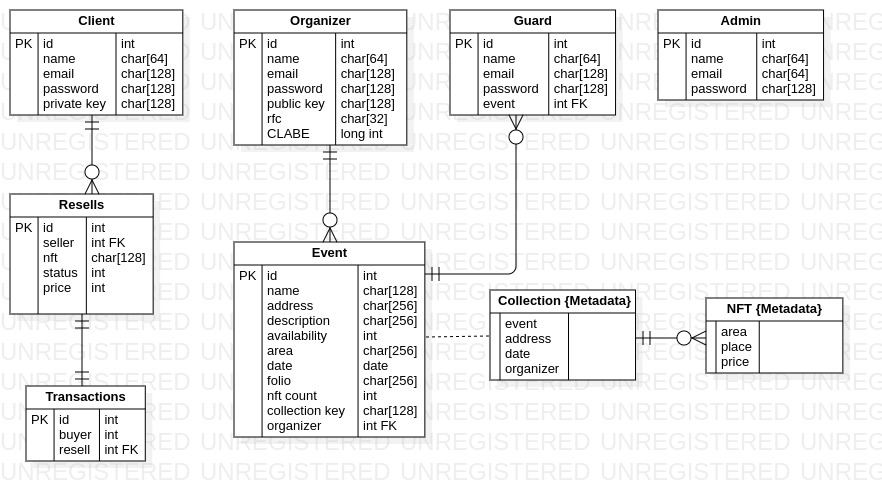 Client
PK id int
name char[64]
email char[128]
password char[128]
private key char[128]
Organizer
PK id int
name char[64]
email char[128]
password char[128]
public key char[128]
rfc char[32]
CLABE long int
Guard
PK id int
name char[64]
email char[128]
password char[128]
event int FK
Admin
PK id int
name char[64]
email char[64]
password char[128]
Resells
PK id int
seller int FK
nft char[128]
status int
price int
Event
PK id int
name char[128]
address char[256]
description char[256]
availability int
area char[256]
date date
folio char[256]
nft count int
collection key char[128]
organizer int FK
Collection {Metadata}
event
address
date
organizer
NFT {Metadata}
area
place
price
Transactions
PK id int
buyer int
resell int FK
UNREGISTERED